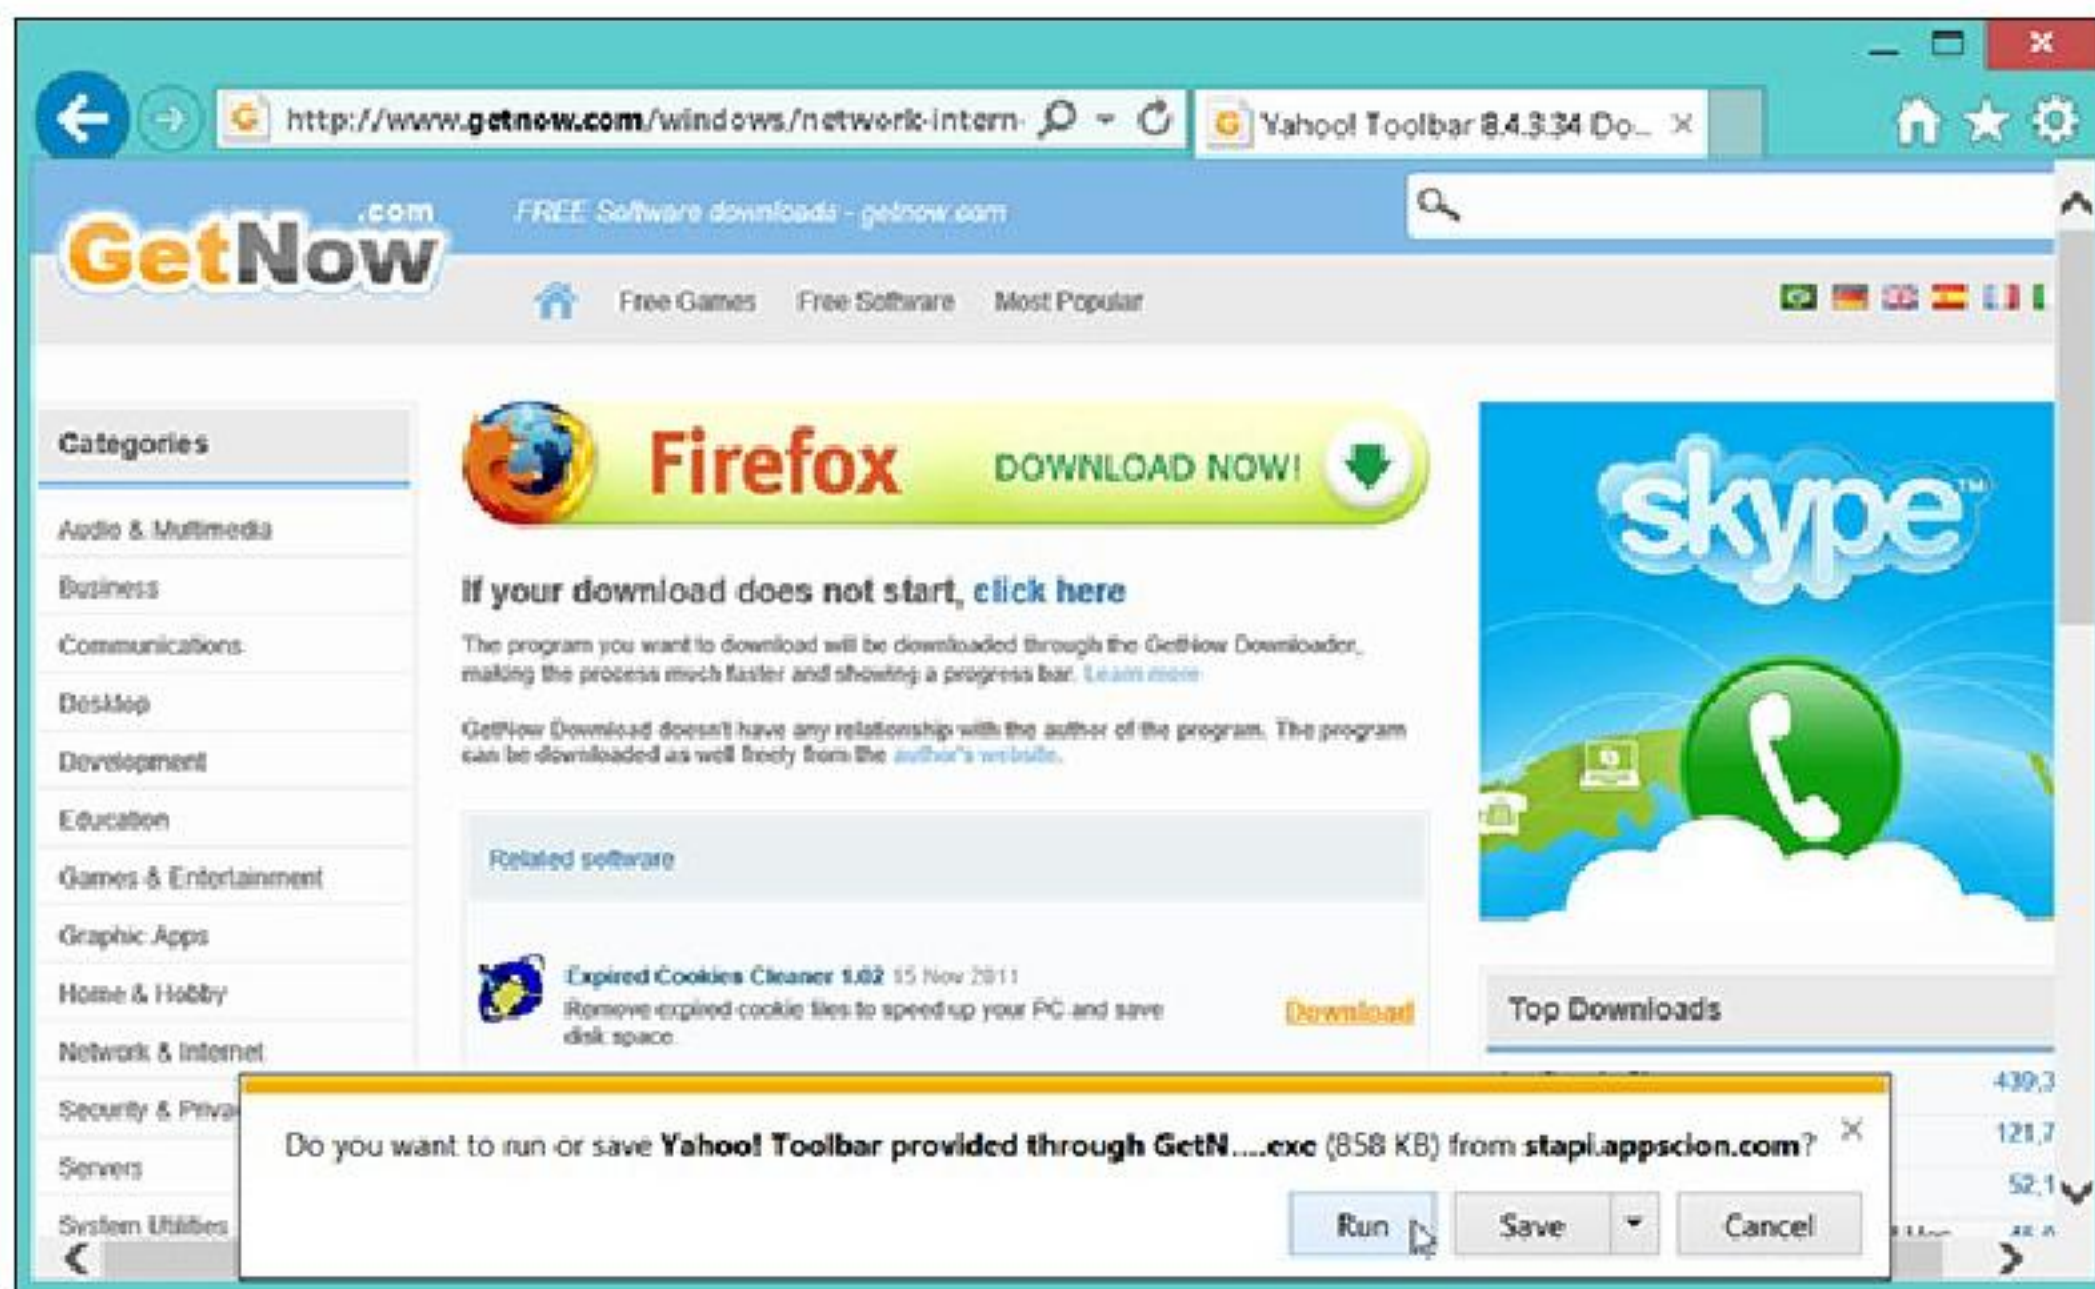 http://www.getnow.com/windows/network-intern
Yahoo! Toolbar 8.4.3.34 Do...
GetNow.com
FREE Software downloads - getnow.com
Free Games Free Software Most Popular
Categories
Audio & Multimedia
Business
Communications
Desktop
Development
Education
Games & Entertainment
Graphic Apps
Home & Hobby
Network & Internet
Security & Priva
Servers
System Utilities
Firefox DOWNLOAD NOW!
If your download does not start, click here
The program you want to download will be downloaded through the GetNow Downloader,
making the process much faster and showing a progress bar. Learn more
GetNow Download doesn't have any relationship with the author of the program. The program
can be downloaded as well freely from the author's website.
Related software
Expired Cookies Cleaner 1.02 15 Nov 2011
Remove expired cookie files to speed up your PC and save
disk space
Download
skype™
Top Downloads
439,3
121,7
52,1
Do you want to run or save Yahoo! Toolbar provided through GetN.....exe (858 KB) from stapi.appscion.com?
Run Save Cancel